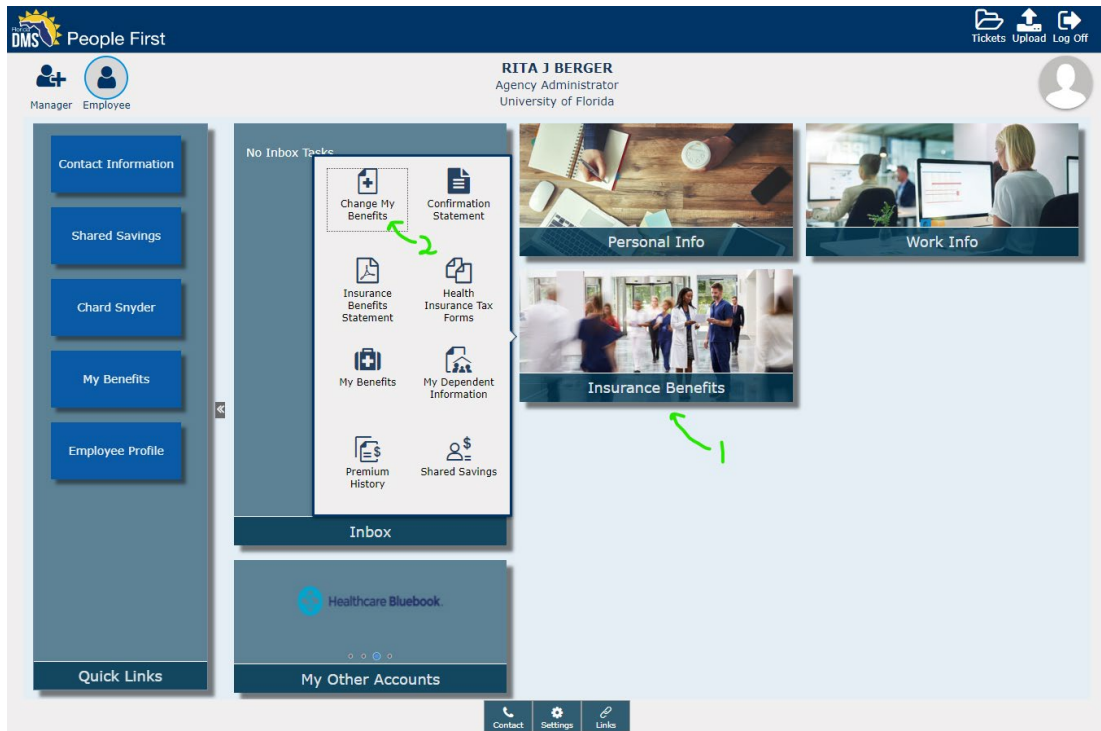 Florida
DMS People First
Tickets Upload Log Off
Manager Employee
RITA J BERGER
Agency Administrator
University of Florida
Contact Information
Shared Savings
Chard Snyder
My Benefits
Employee Profile
Quick Links
No Inbox Tasks
Change My
Benefits
Confirmation
Statement
2
Insurance
Benefits
Statement
Health
Insurance Tax
Forms
My Benefits
My Dependent
Information
Premium
History
Shared Savings
Inbox
Healthcare Bluebook.
My Other Accounts
Personal Info
Work Info
Insurance Benefits
1
Contact Settings Links